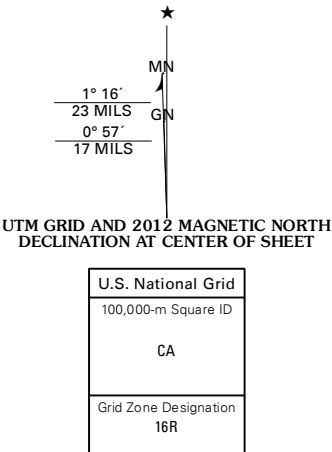 ★
MN
1° 16´
23 MILS
GN
0° 57´
17 MILS
UTM GRID AND 2012 MAGNETIC NORTH
DECLINATION AT CENTER OF SHEET
U.S. National Grid
100,000-m Square ID
CA
Grid Zone Designation
16R